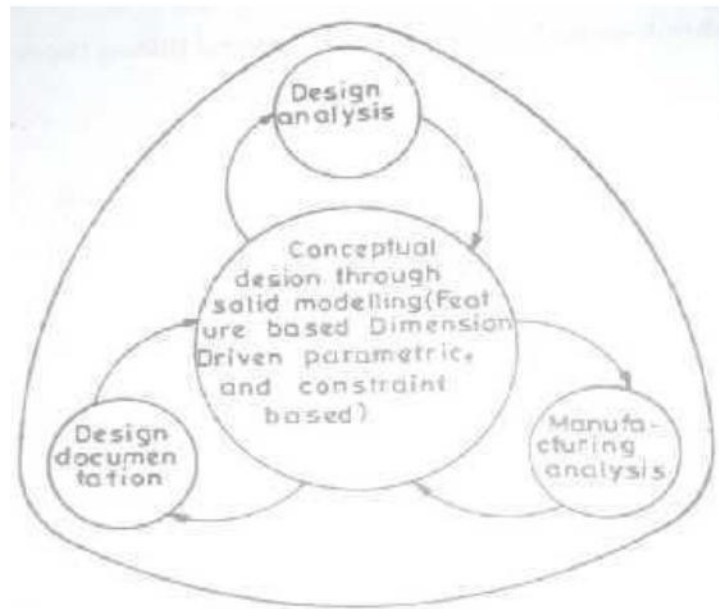 Design
analysis
Conceptual
desion through
solid modelling(Feat
ure based Dimension
Driven parametric,
and constraint
based)
Design
documen
tation
Manufa-
cturing
analysis